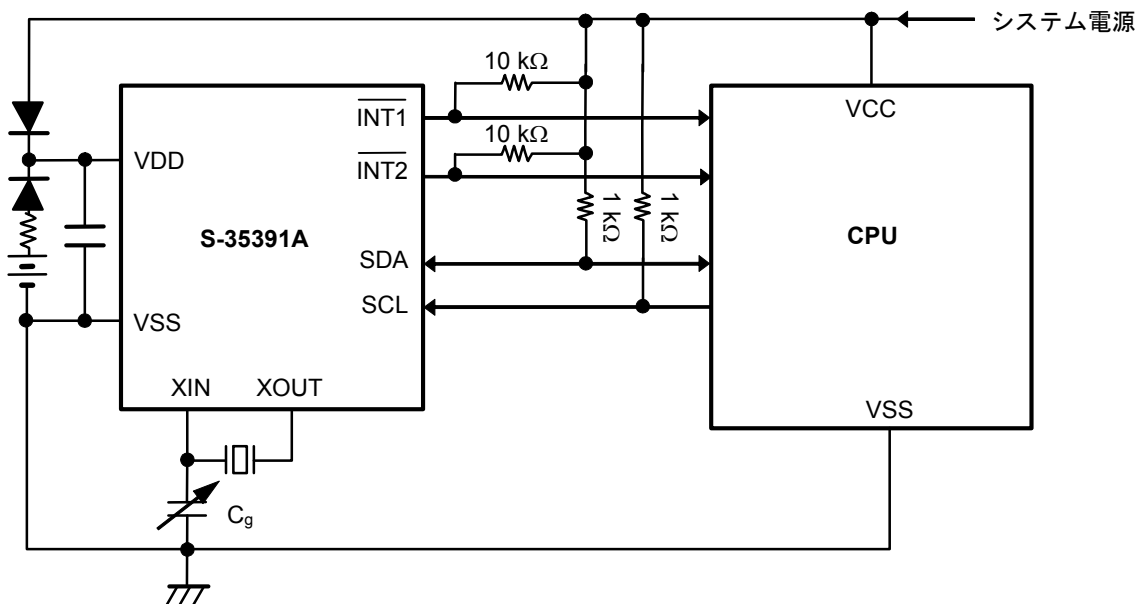 システム電源
10 kΩ
INT1
VCC
10 kΩ
VDD
INT2
1 kΩ
1 kΩ
S-35391A
CPU
SDA
SCL
VSS
XIN
XOUT
VSS
Cg